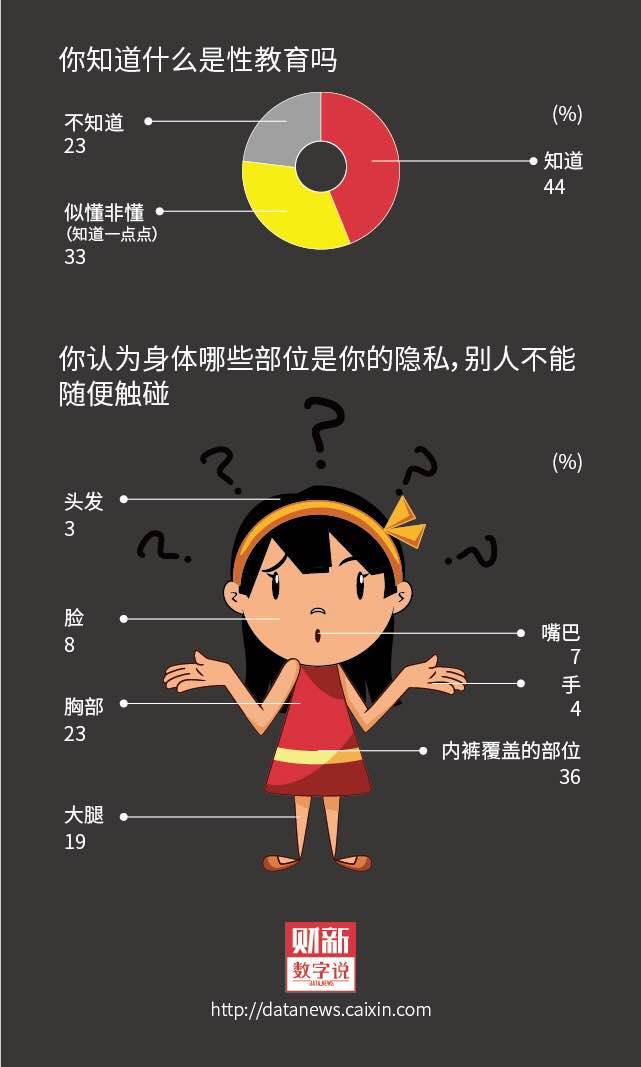 你知道什么是性教育吗
(%)
不知道
23
知道
44
似懂非懂
(知道一点点)
33
你认为身体哪些部位是你的隐私,别人不能
随便触碰
(%)
头发
3
脸
8
嘴巴
7
手
4
胸部
23
内裤覆盖的部位
36
大腿
19
财新
数字说
DATANEWS
http://datanews.caixin.com